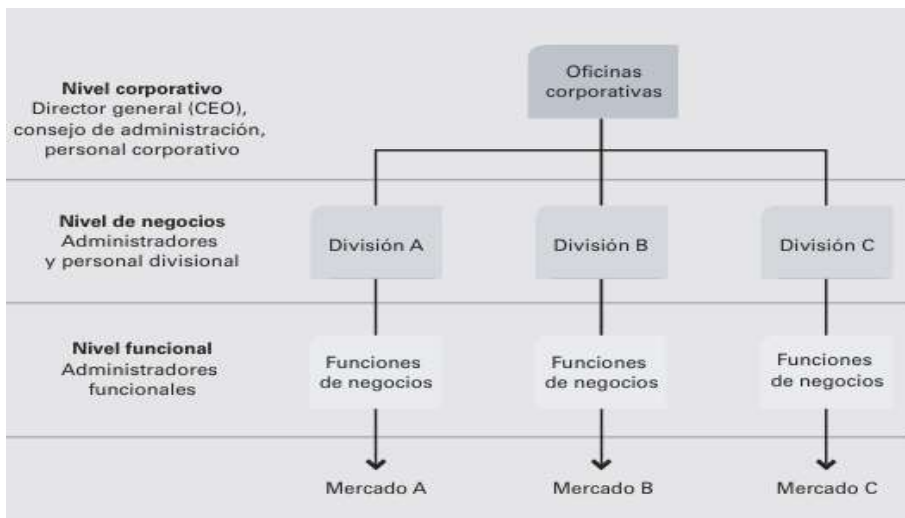 Nivel corporativo
Director general (CEO),
consejo de administración,
personal corporativo
Oficinas
corporativas
Nivel de negocios
Administradores
y personal divisional
División A
División B
División C
Nivel funcional
Administradores
funcionales
Funciones
de negocios
Funciones
de negocios
Funciones
de negocios
Mercado A
Mercado B
Mercado C